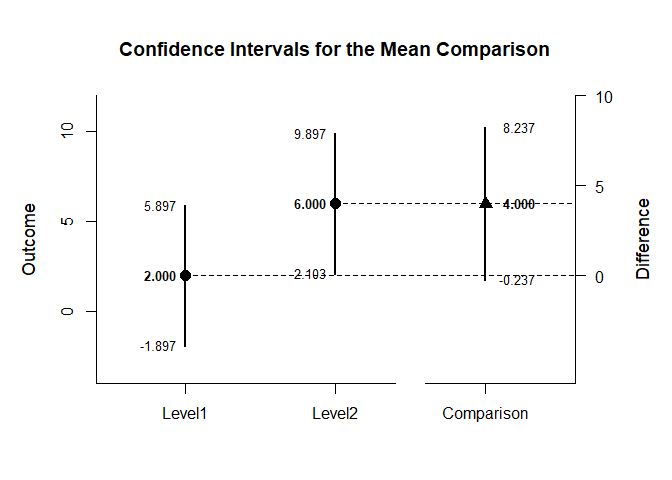 Confidence Intervals for the Mean Comparison
10
5
0
Outcome
5.897
2.000
-1.897
9.897
6.000
2.103
8.237
4.000
-0.237
10
5
0
Difference
Level1
Level2
Comparison